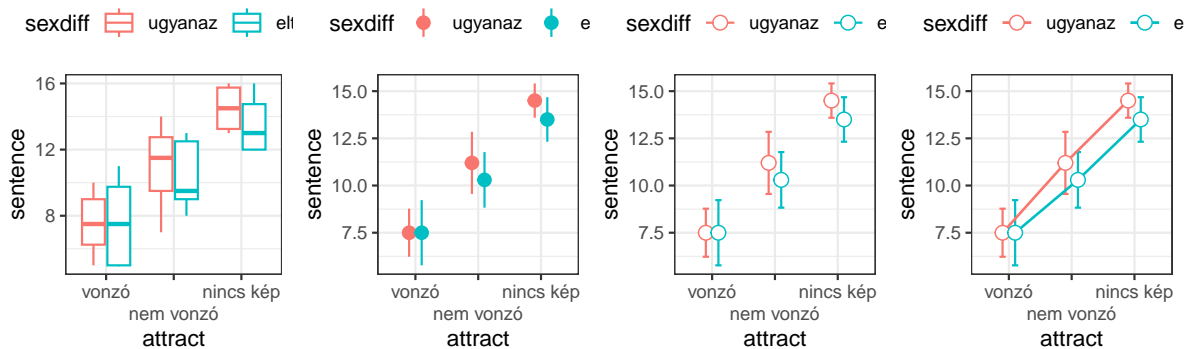 sexdiff ugyanaz elt
16
12
8
sentence
vonzó nincs kép
nem vonzó
attract
sexdiff ugyanaz e
15.0
12.5
10.0
7.5
sentence
vonzó nincs kép
nem vonzó
attract
sexdiff ugyanaz e
15.0
12.5
10.0
7.5
sentence
vonzó nincs kép
nem vonzó
attract
sexdiff ugyanaz e
15.0
12.5
10.0
7.5
sentence
vonzó nincs kép
nem vonzó
attract